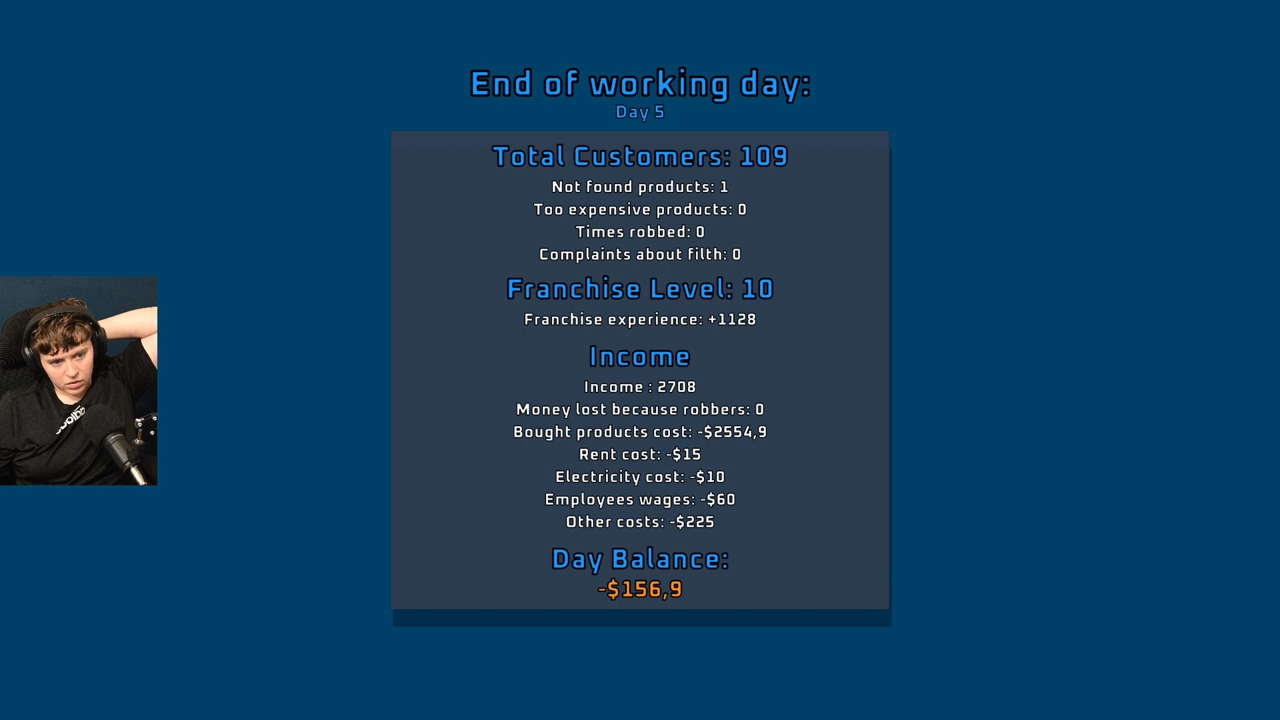 End of working day:
Day 5
Total Customers: 109
Not found products: 1
Too expensive products: 0
Times robbed: 0
Complaints about filth: 0
Franchise Level: 10
Franchise experience: +1128
Income
Income : 2708
Money lost because robbers: 0
Bought products cost: -$2554,9
Rent cost: -$15
Electricity cost: -$10
Employees wages: -$60
Other costs: -$225
Day Balance:
-$156,9